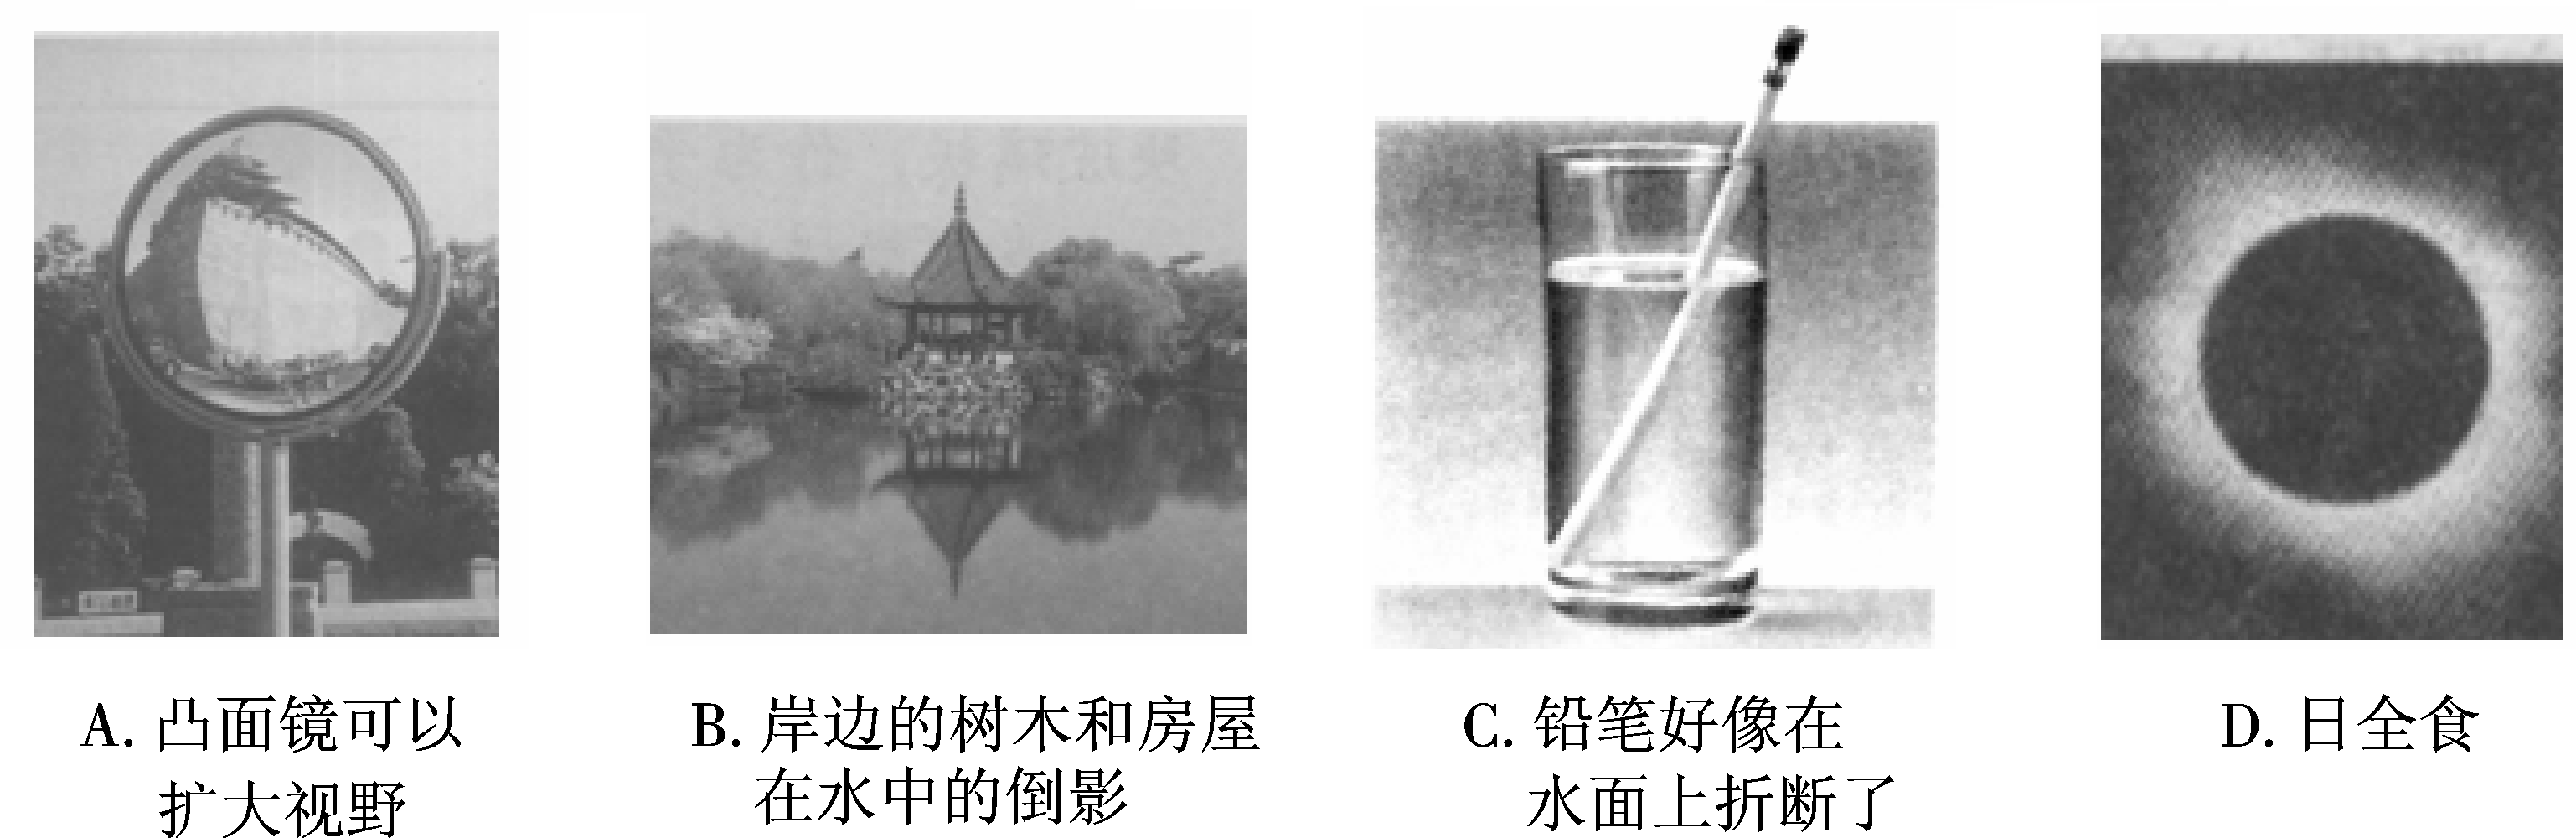 A. 凸面镜可以
扩大视野
B. 岸边的树木和房屋
在水中的倒影
C. 铅笔好像在
水面上折断了
D. 日全食